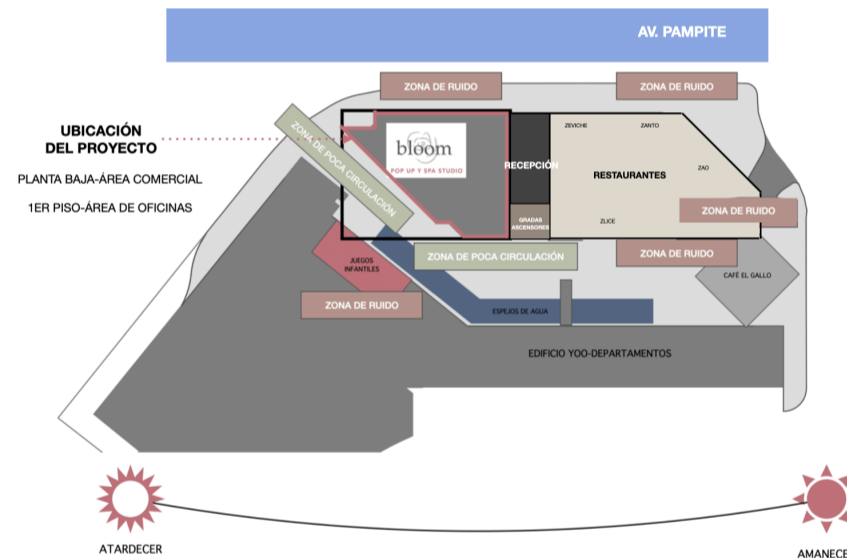 AV. PAMPITE
ZONA DE RUIDO
ZONA DE RUIDO
UBICACIÓN
DEL PROYECTO
PLANTA BAJA-ÁREA COMERCIAL
1ER PISO-ÁREA DE OFICINAS
ZONA DE POCA CIRCULACIÓN
bloom
POP UP Y SPA STUDIO
RECEPCIÓN
GRADAS
ASCENSORES
ZEVICHE
ZANTO
RESTAURANTES
ZAO
ZLICE
ZONA DE RUIDO
ZONA DE RUIDO
ZONA DE POCA CIRCULACIÓN
JUEGOS
INFANTILES
CAFÉ EL GALLO
ZONA DE RUIDO
ESPEJOS DE AGUA
EDIFICIO YOO-DEPARTAMENTOS
ATARDECER
AMANECE